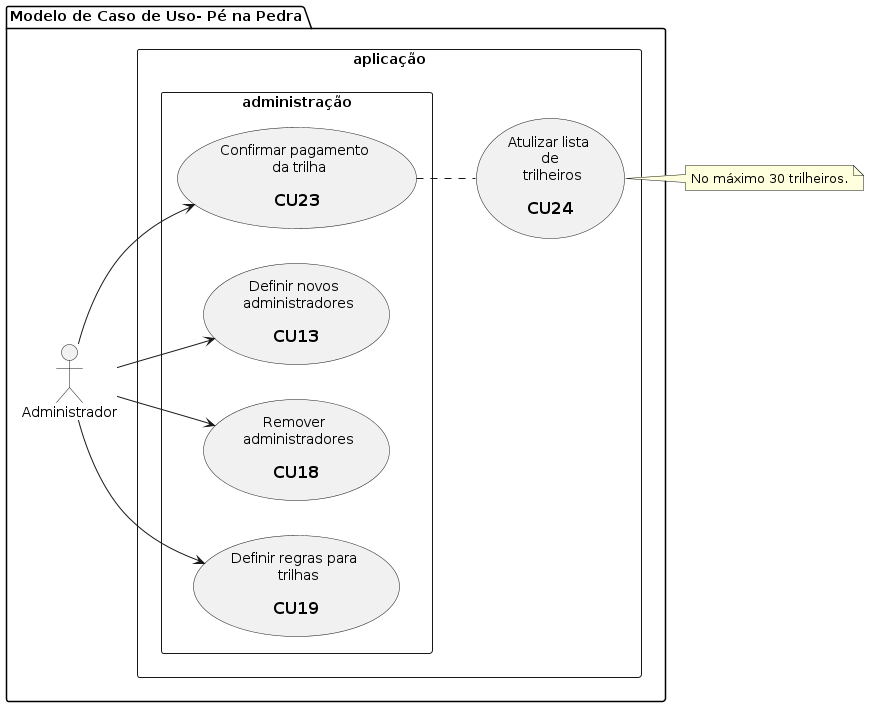 Modelo de Caso de Uso- Pé na Pedra
aplicação
administração
Confirmar pagamento
da trilha
CU23
Atulizar lista
de
trilheiros
CU24
No máximo 30 trilheiros.
Definir novos
administradores
CU13
Administrador
Remover
administradores
CU18
Definir regras para
trilhas
CU19